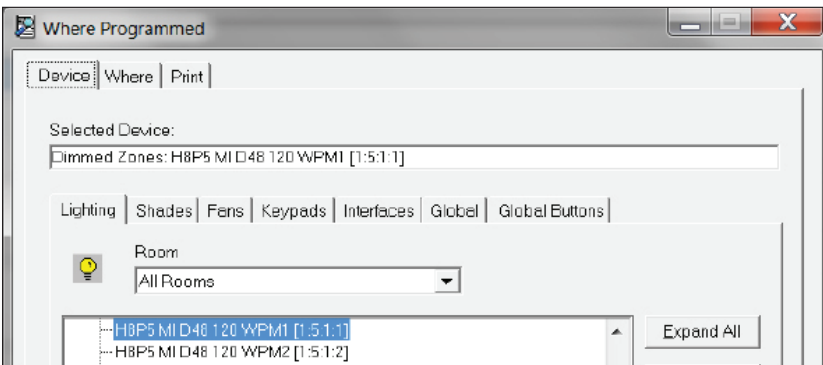 Where Programmed
Device Where Print
Selected Device:
Dimmed Zones: H8P5 MI D48 120 WPM1 [1:5:1:1]
Lighting Shades Fans Keypads Interfaces Global Global Buttons
Room
All Rooms
H8P5 MI D48 120 WPM1 [1:5:1:1]
Expand All
H8P5 MI D48 120 WPM2 [1:5:1:2]